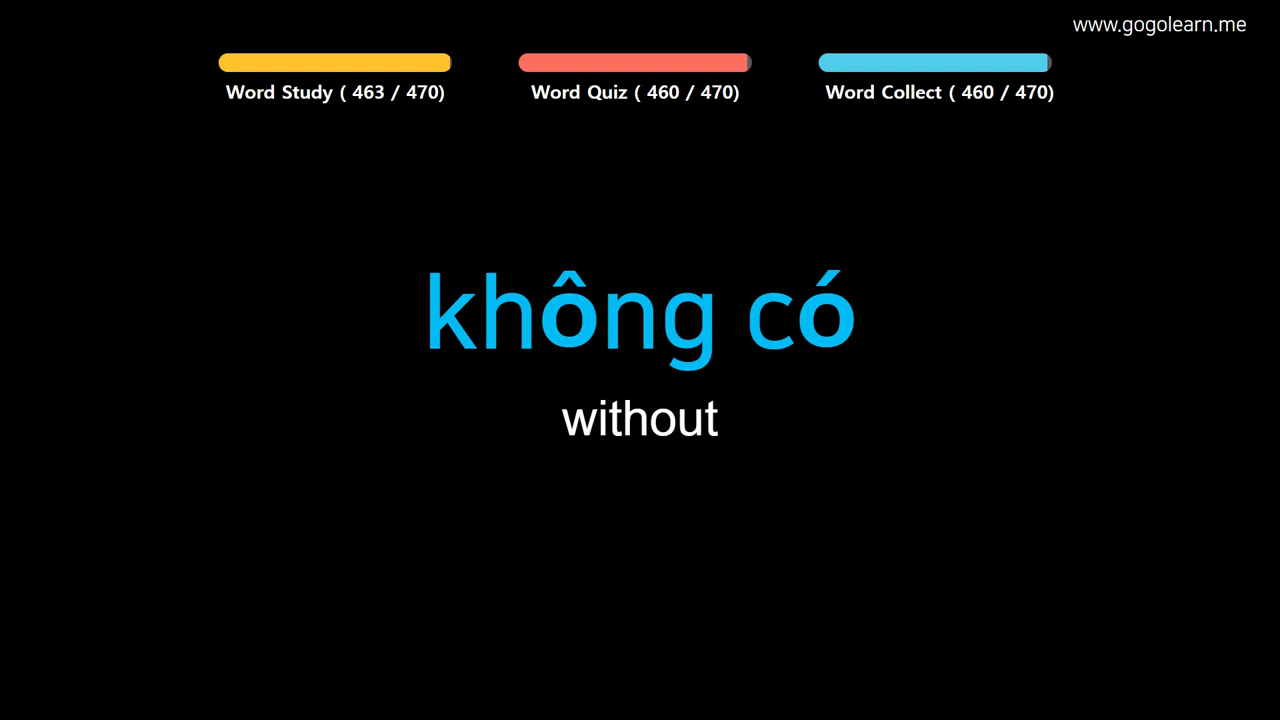 www.gogolearn.me
Word Study ( 463 / 470)
Word Quiz ( 460 / 470)
Word Collect ( 460 / 470)
không có
without